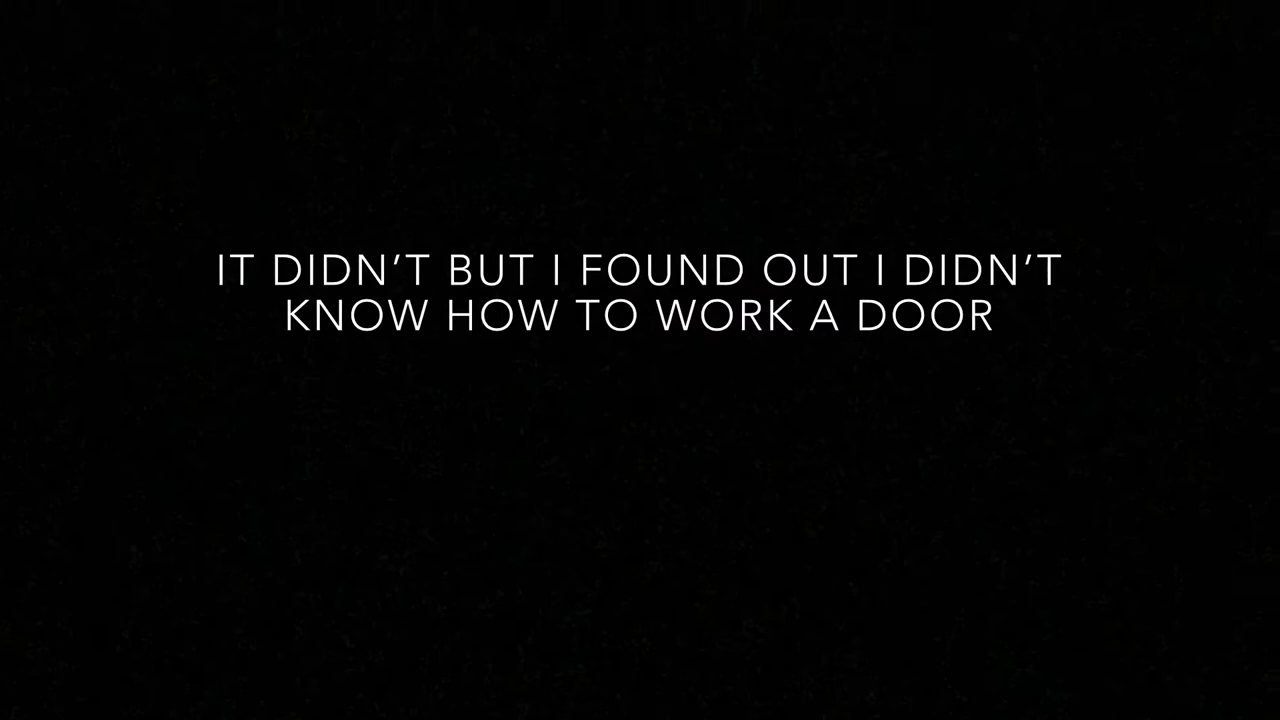 IT DIDN’T BUT I FOUND OUT I DIDN’T
KNOW HOW TO WORK A DOOR